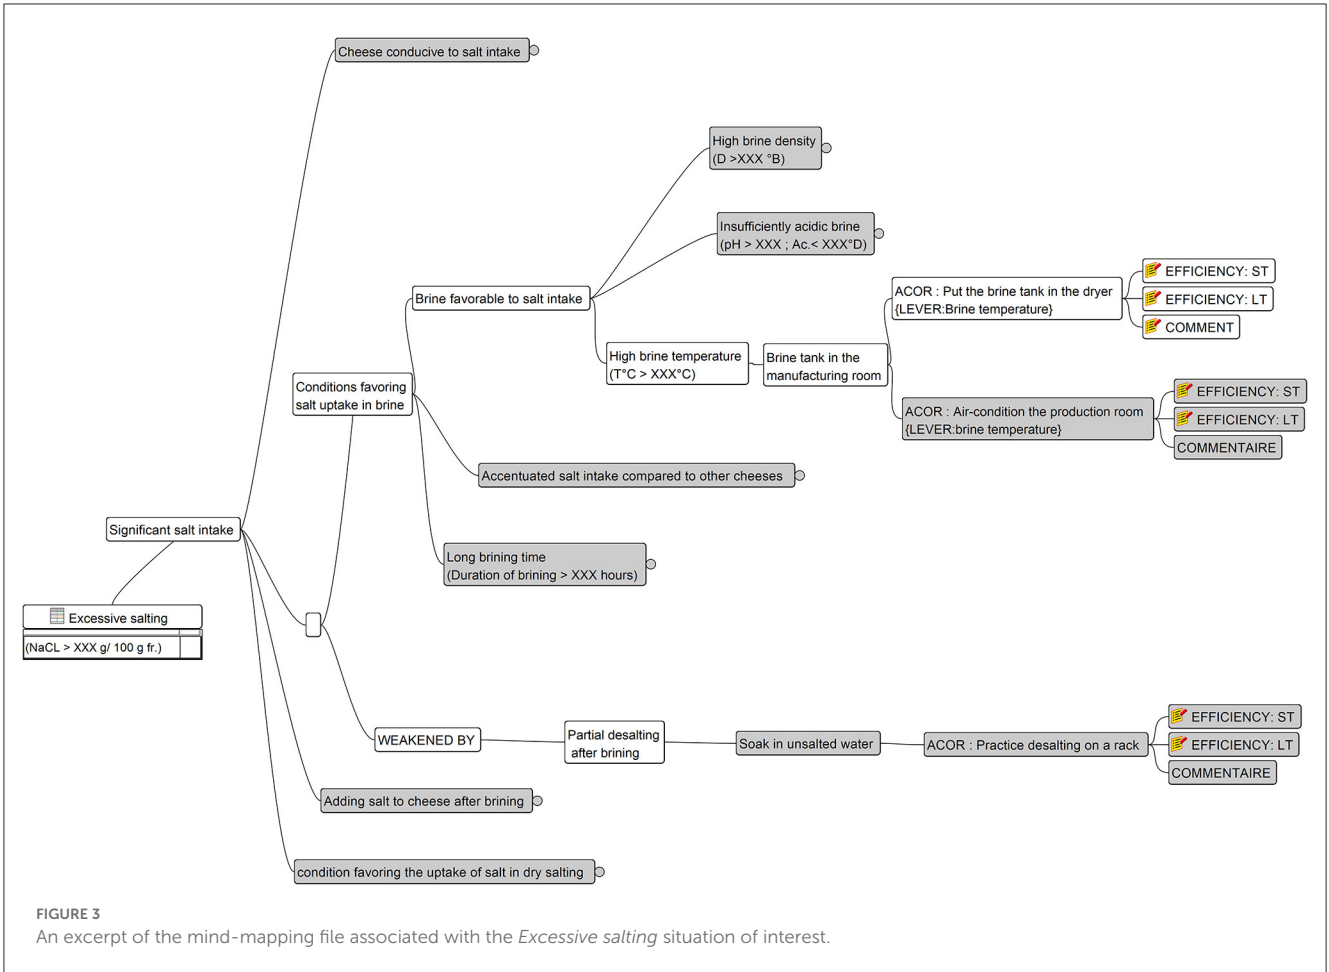 Cheese conducive to salt intake
High brine density
(D >XXX °B)
Insufficiently acidic brine
(pH > XXX ; Ac.< XXX°D)
Brine favorable to salt intake
ACOR : Put the brine tank in the dryer
{LEVER:Brine temperature}
EFFICIENCY: ST
EFFICIENCY: LT
COMMENT
High brine temperature
(T°C > XXX°C)
Brine tank in the
manufacturing room
Conditions favoring
salt uptake in brine
ACOR : Air-condition the production room
{LEVER:brine temperature}
EFFICIENCY: ST
EFFICIENCY: LT
COMMENTAIRE
Accentuated salt intake compared to other cheeses
Significant salt intake
Long brining time
(Duration of brining > XXX hours)
Excessive salting
(NaCL > XXX g/ 100 g fr.)
WEAKENED BY
Partial desalting
after brining
Soak in unsalted water
ACOR : Practice desalting on a rack
EFFICIENCY: ST
EFFICIENCY: LT
COMMENTAIRE
Adding salt to cheese after brining
condition favoring the uptake of salt in dry salting
FIGURE 3
An excerpt of the mind-mapping file associated with the Excessive salting situation of interest.